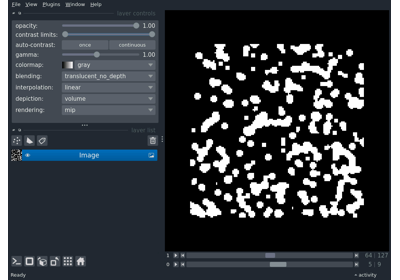 File View Plugins Window Help
layer controls
opacity: 1.00
contrast limits:
auto-contrast: once continuous
gamma: 1.00
colormap: gray
blending: translucent_no_depth
interpolation: linear
depiction: volume
rendering: mip
layer list
Image
1 64 127
0 5 9
Ready activity